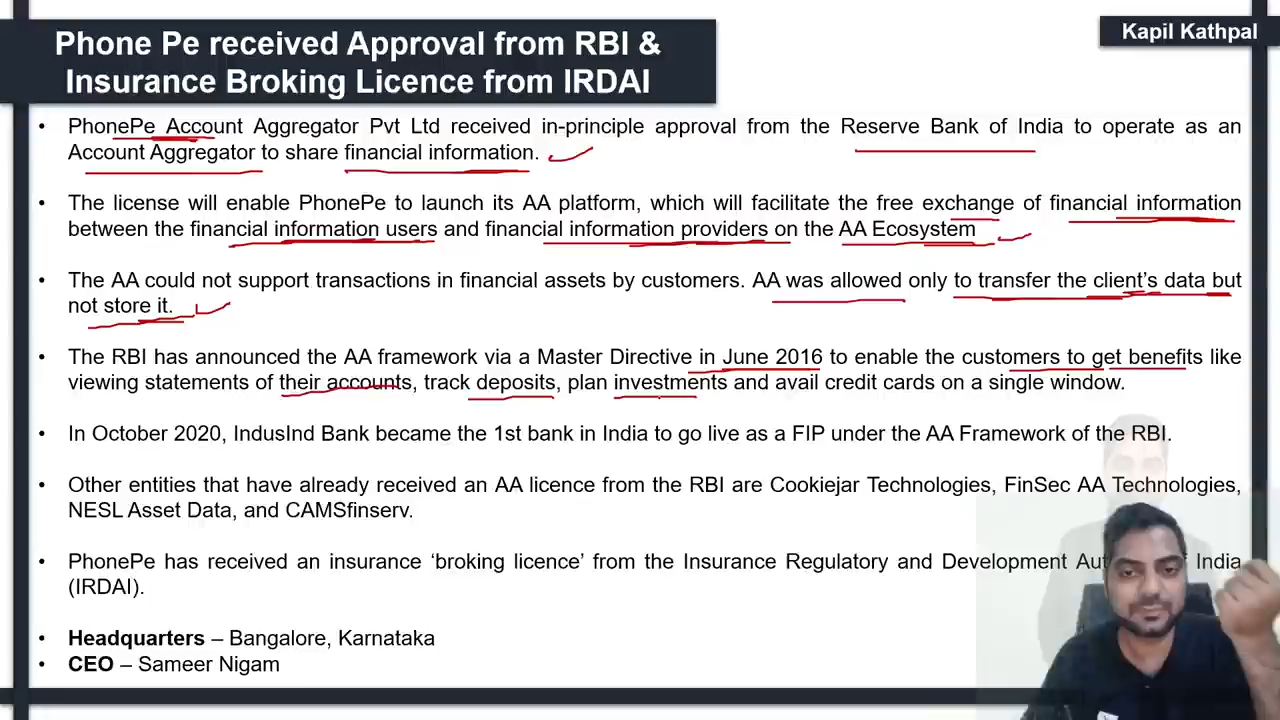 Phone Pe received Approval from RBI &
Insurance Broking Licence from IRDAI
Kapil Kathpal
• PhonePe Account Aggregator Pvt Ltd received in-principle approval from the Reserve Bank of India to operate as an
Account Aggregator to share financial information.
• The license will enable PhonePe to launch its AA platform, which will facilitate the free exchange of financial information
between the financial information users and financial information providers on the AA Ecosystem
• The AA could not support transactions in financial assets by customers. AA was allowed only to transfer the client's data but
not store it.
• The RBI has announced the AA framework via a Master Directive in June 2016 to enable the customers to get benefits like
viewing statements of their accounts, track deposits, plan investments and avail credit cards on a single window.
• In October 2020, IndusInd Bank became the 1st bank in India to go live as a FIP under the AA Framework of the RBI.
• Other entities that have already received an AA licence from the RBI are Cookiejar Technologies, FinSec AA Technologies,
NESL Asset Data, and CAMSfinserv.
• PhonePe has received an insurance ‘broking licence’ from the Insurance Regulatory and Development India
(IRDAI).
• Headquarters – Bangalore, Karnataka
• CEO – Sameer Nigam